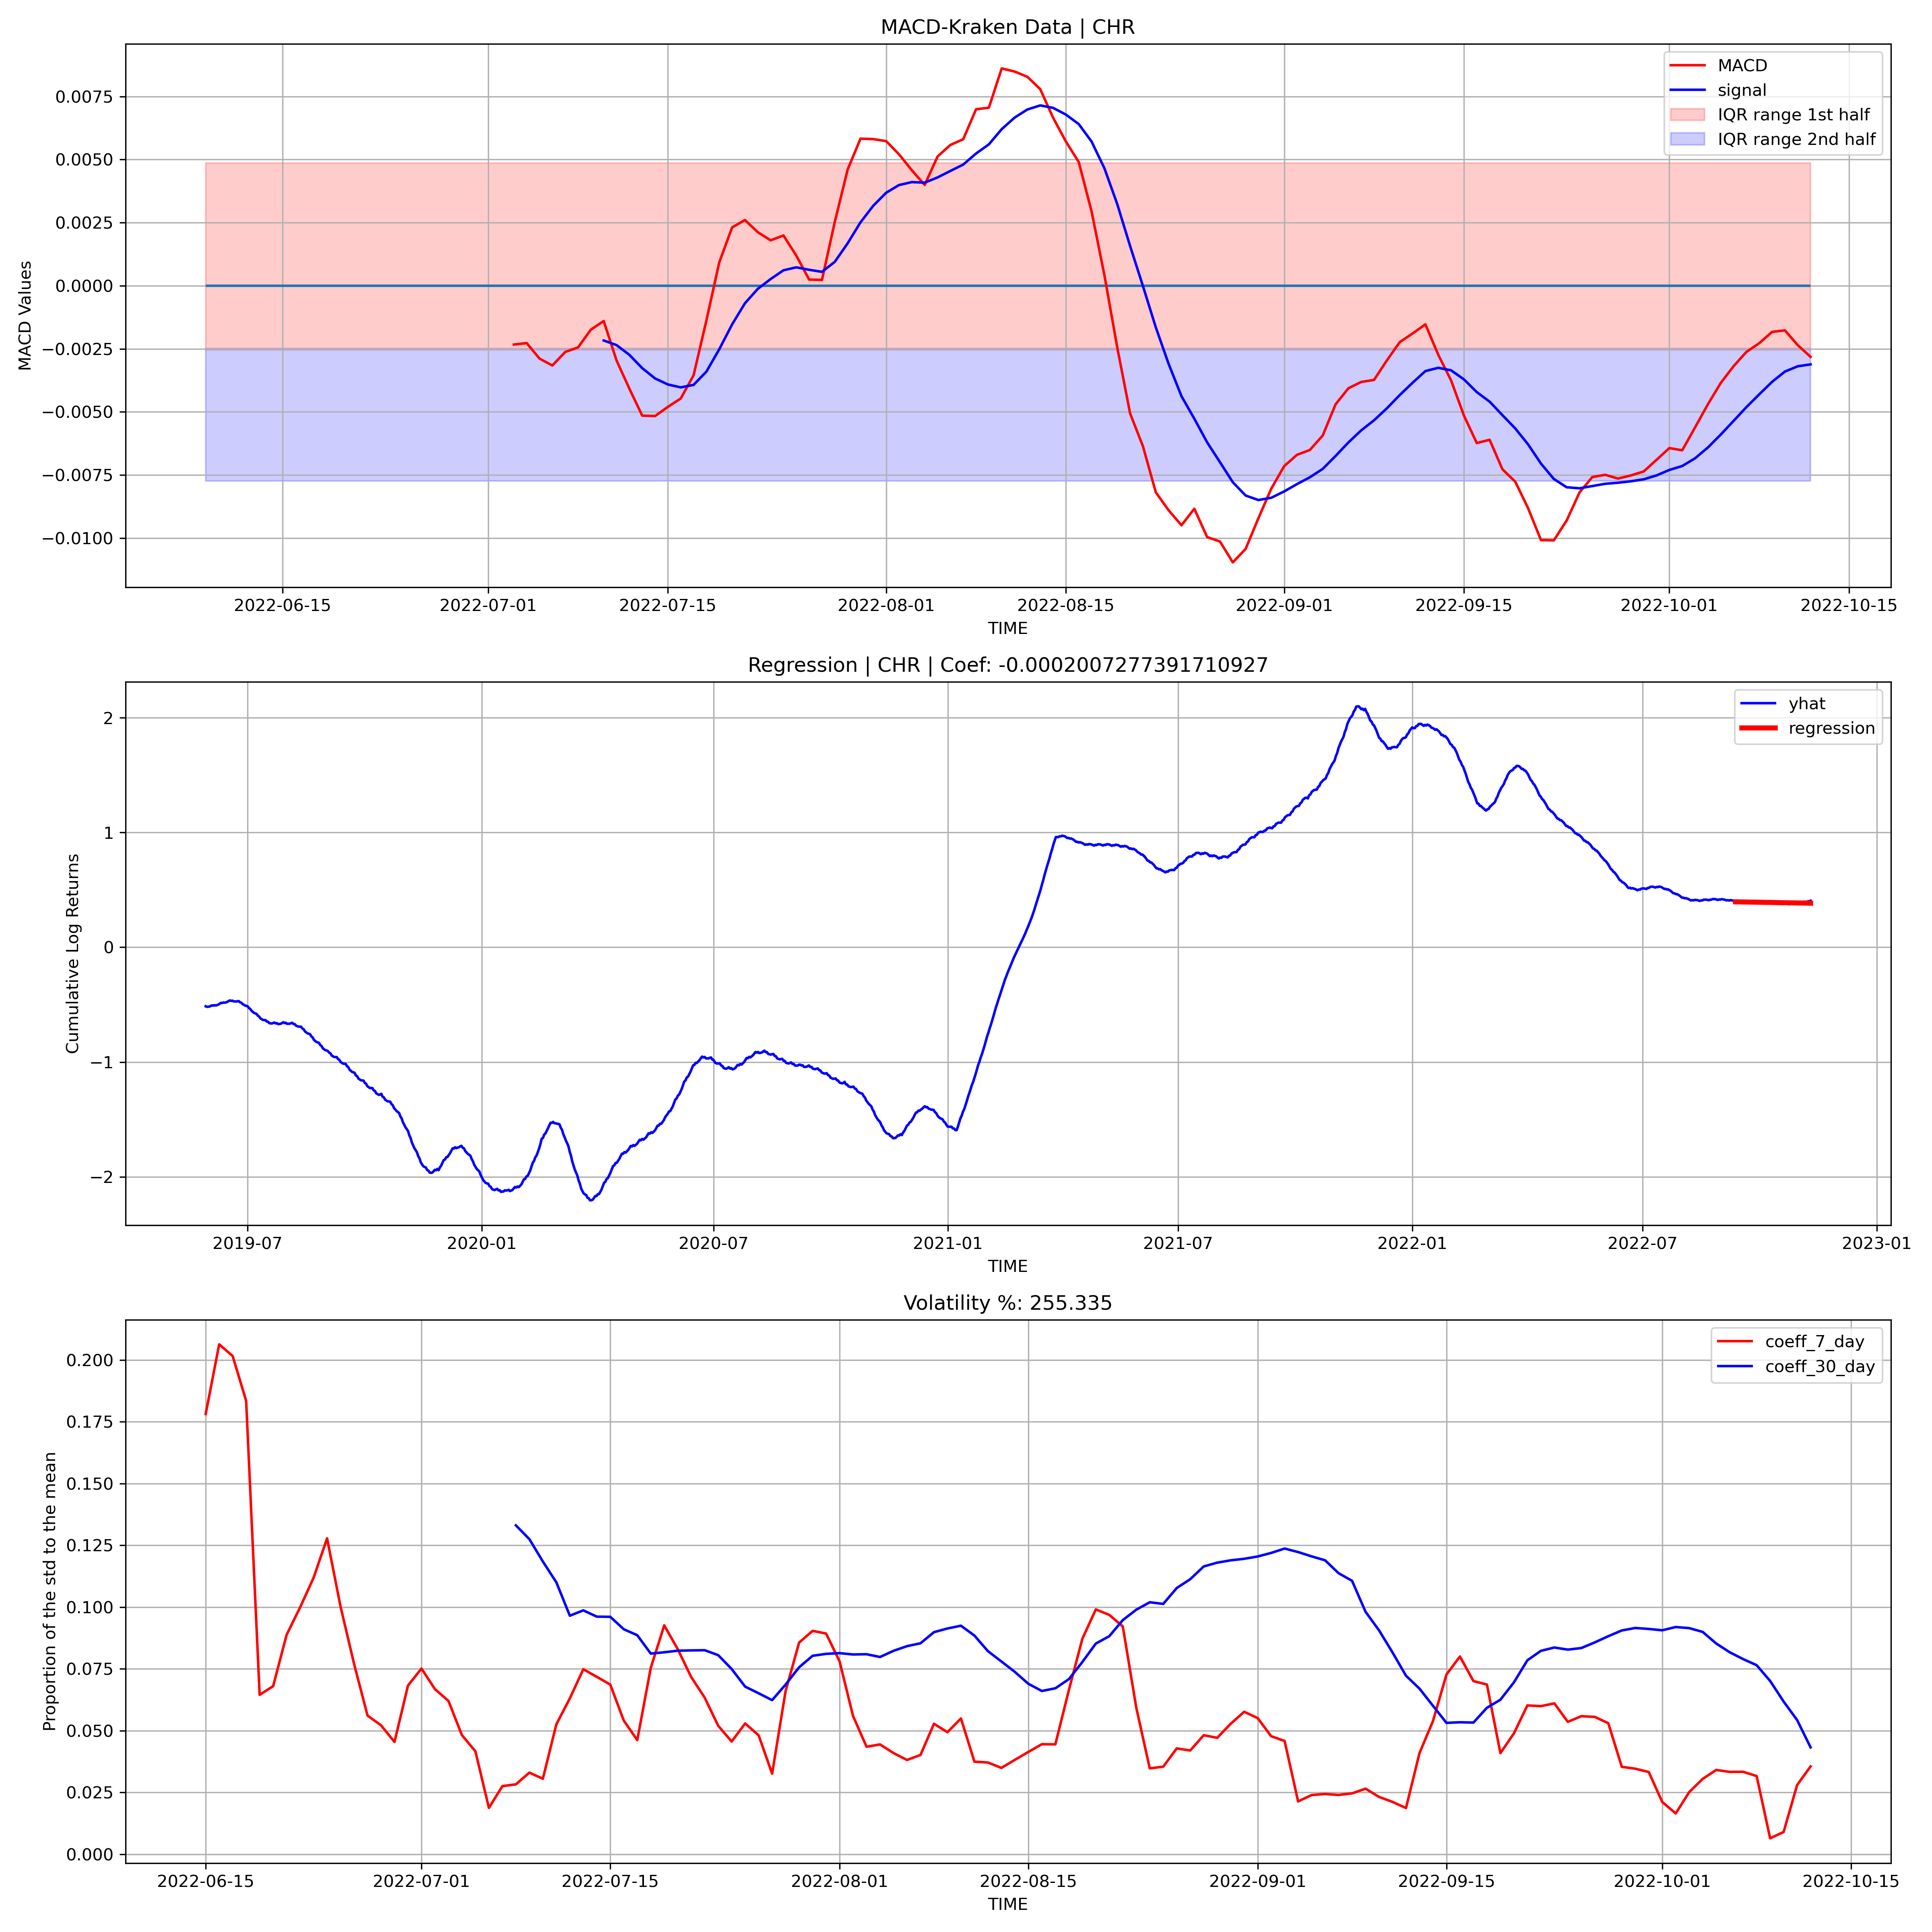 MACD-Kraken Data | CHR
MACD
signal
IQR range 1st half
IQR range 2nd half
0.0075
0.0050
0.0025
0.0000
−0.0025
−0.0050
−0.0075
−0.0100
MACD Values
2022-06-15 2022-07-01 2022-07-15 2022-08-01 2022-08-15 2022-09-01 2022-09-15 2022-10-01 2022-10-15
TIME
Regression | CHR | Coef: -0.0002007277391710927
yhat
regression
2
1
0
−1
−2
Cumulative Log Returns
2019-07 2020-01 2020-07 2021-01 2021-07 2022-01 2022-07 2023-01
TIME
Volatility %: 255.335
coeff_7_day
coeff_30_day
0.200
0.175
0.150
0.125
0.100
0.075
0.050
0.025
0.000
Proportion of the std to the mean
2022-06-15 2022-07-01 2022-07-15 2022-08-01 2022-08-15 2022-09-01 2022-09-15 2022-10-01 2022-10-15
TIME